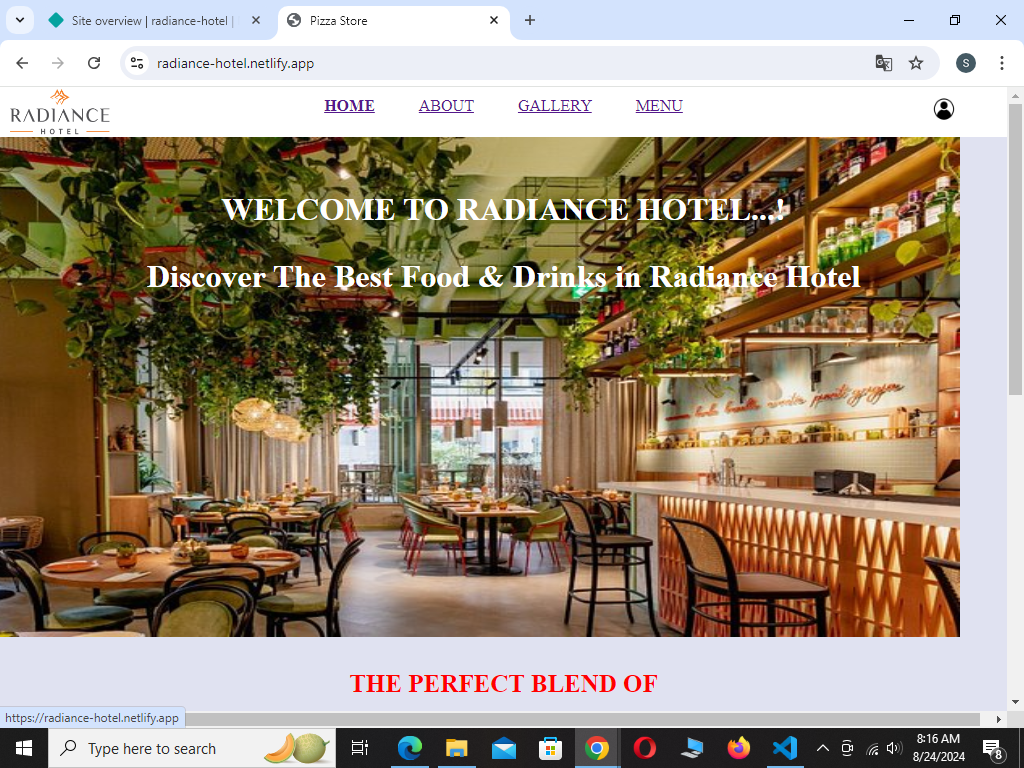 Site overview | radiance-hotel |
Pizza Store
radiance-hotel.netlify.app
S
RADIANCE
HOTEL
HOME ABOUT GALLERY MENU
WELCOME TO RADIANCE HOTEL...!
Discover The Best Food & Drinks in Radiance Hotel
THE PERFECT BLEND OF
https://radiance-hotel.netlify.app
Type here to search
8:16 AM
8/24/2024
8